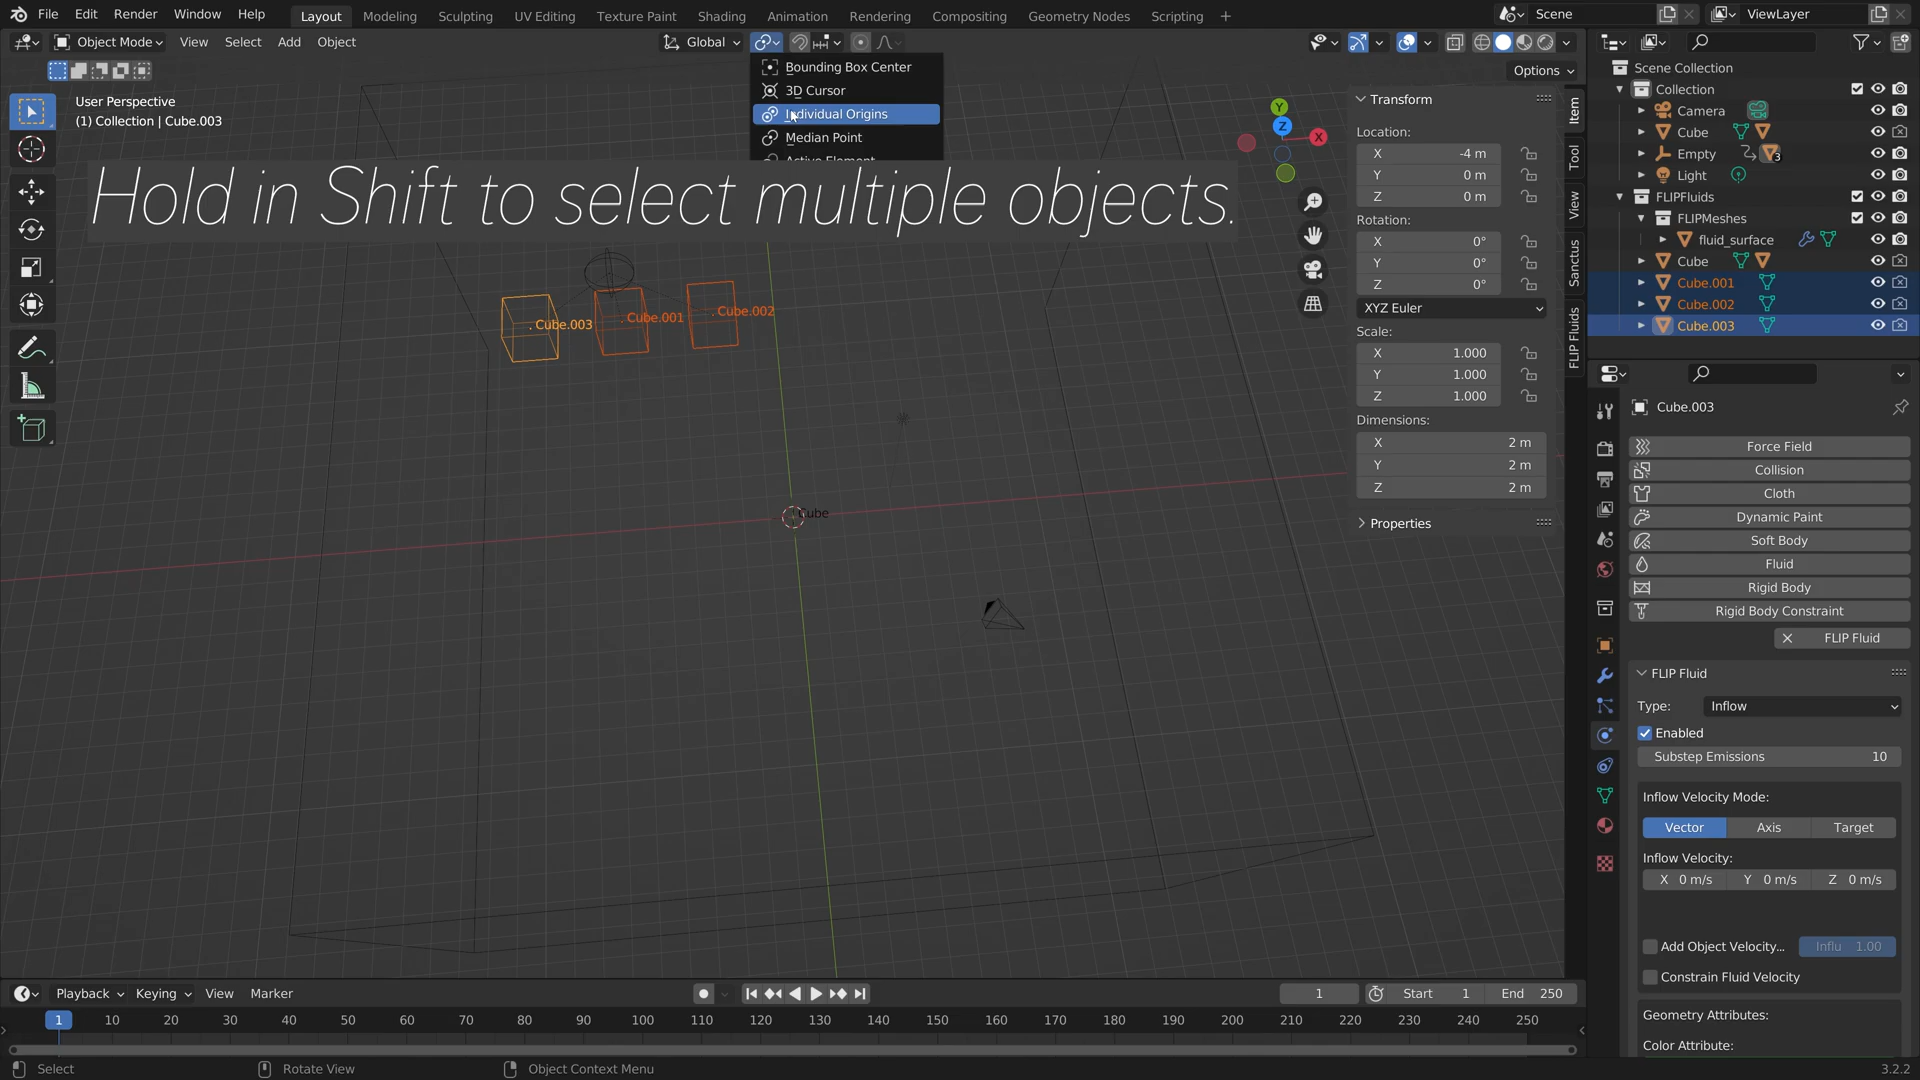 File Edit Render Window Help Layout Modeling Sculpting UV Editing Texture Paint Shading Animation Rendering Compositing Geometry Nodes Scripting + Scene ViewLayer
Object Mode View Select Add Object Global
Options
User Perspective
(1) Collection | Cube.003
Bounding Box Center
3D Cursor
Individual Origins
Median Point
Active Element
Hold in Shift to select multiple objects.
Cube.003
Cube.001
Cube.002
Cube
Y
Z
X
Transform
Location:
X -4 m
Y 0 m
Z 0 m
Rotation:
X 0°
Y 0°
Z 0°
XYZ Euler
Scale:
X 1.000
Y 1.000
Z 1.000
Dimensions:
X 2 m
Y 2 m
Z 2 m
Properties
Item
Tool
View
Sanctus
FLIP Fluids
Scene Collection
Collection
Camera
Cube
Empty 3
Light
FLIPFluids
FLIPMeshes
fluid_surface
Cube
Cube.001
Cube.002
Cube.003
Cube.003
Force Field
Collision
Cloth
Dynamic Paint
Soft Body
Fluid
Rigid Body
Rigid Body Constraint
FLIP Fluid
FLIP Fluid
Type: Inflow
Enabled
Substep Emissions 10
Inflow Velocity Mode:
Vector Axis Target
Inflow Velocity:
X 0 m/s Y 0 m/s Z 0 m/s
Add Object Velocity... Influ 1.00
Constrain Fluid Velocity
Geometry Attributes:
Color Attribute:
Playback Keying View Marker 1 Start 1 End 250
1 10 20 30 40 50 60 70 80 90 100 110 120 130 140 150 160 170 180 190 200 210 220 230 240 250
Select Rotate View Object Context Menu 3.2.2